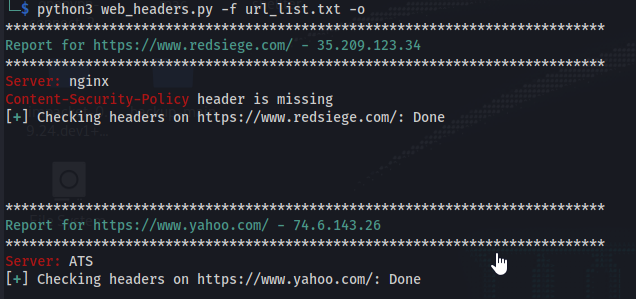 └─$ python3 web_headers.py -f url_list.txt -o
***************************************************************************
Report for https://www.redsiege.com/ - 35.209.123.34
***************************************************************************
Server: nginx
Content-Security-Policy header is missing
[+] Checking headers on https://www.redsiege.com/: Done
***************************************************************************
Report for https://www.yahoo.com/ - 74.6.143.26
***************************************************************************
Server: ATS
[+] Checking headers on https://www.yahoo.com/: Done